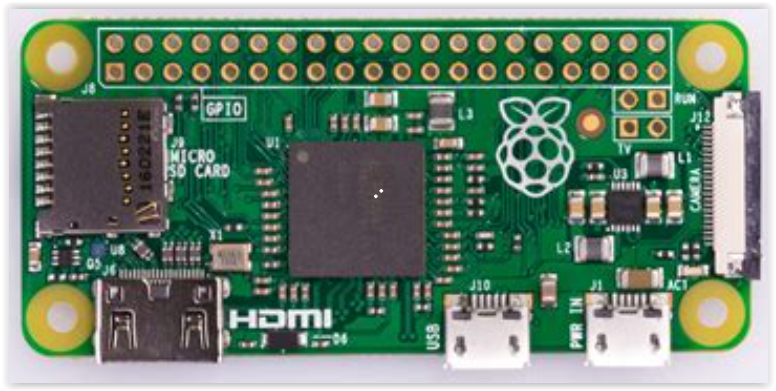 J8
GPIO
RUN
J12
L3
160221E
J9
MICRO
SD CARD
U1
TV
L1
U3
CAMERA
X1
U8
Q5
J6
L2
HDMI
D6
USB
J10
PWR IN
J1
ACT